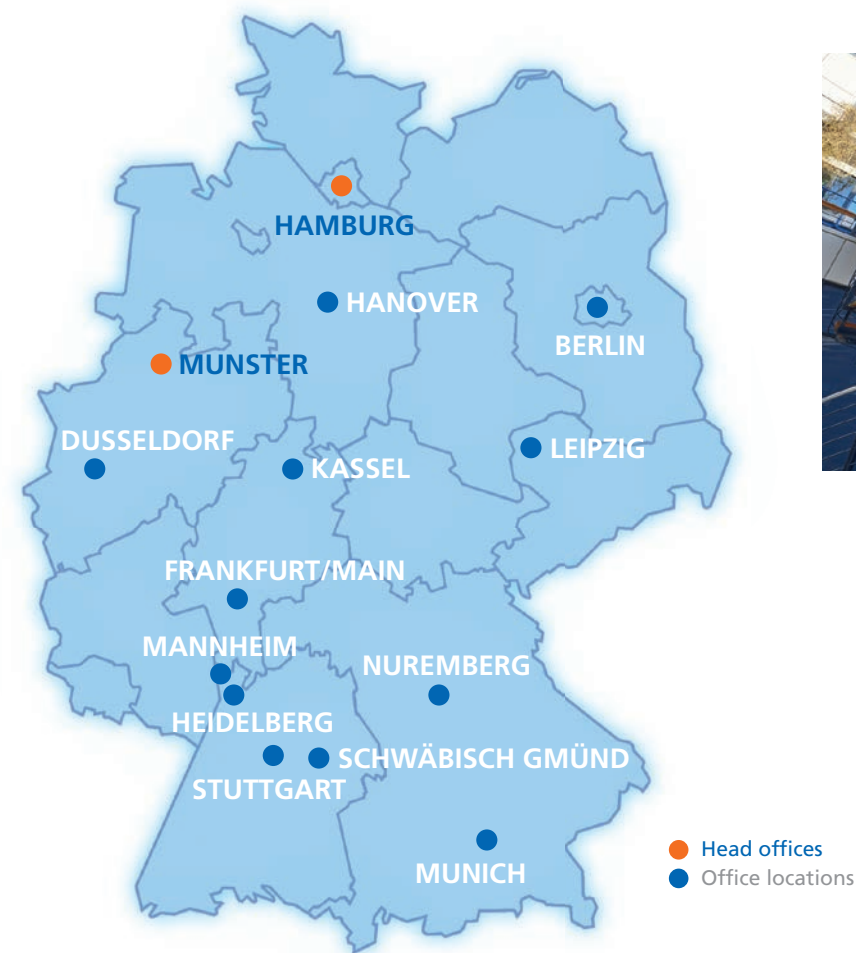 HAMBURG
HANOVER
BERLIN
MUNSTER
DUSSELDORF
KASSEL
LEIPZIG
FRANKFURT/MAIN
MANNHEIM
NUREMBERG
HEIDELBERG
SCHWÄBISCH GMÜND
STUTTGART
MUNICH
Head offices
Office locations